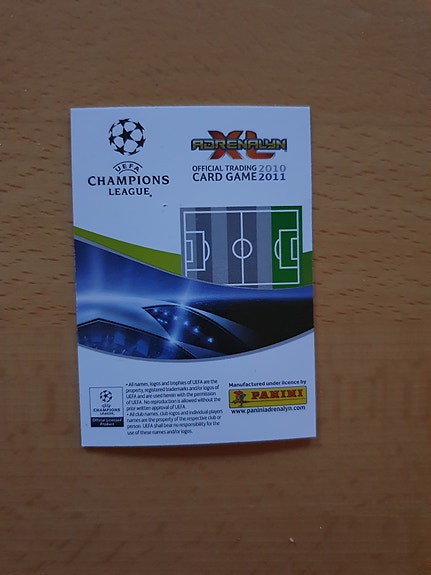 UEFA
CHAMPIONS
LEAGUE®
ADRENALYN
XL
OFFICIAL TRADING 2010
CARD GAME 2011
• All names, logos and trophies of UEFA are the
property, registered trademarks and/or logos of
UEFA and are used herein with the permission
of UEFA. No reproduction is allowed without the
prior written approval of UEFA.
• All club names, club logos and individual players
names are the property of the respective club or
person. UEFA shall bear no responsibility for the
use of these names and/or logos.
UEFA
CHAMPIONS
LEAGUE
Official Licensed
Product
Manufactured under licence by
PANINI
www.paniniadrenalyn.com